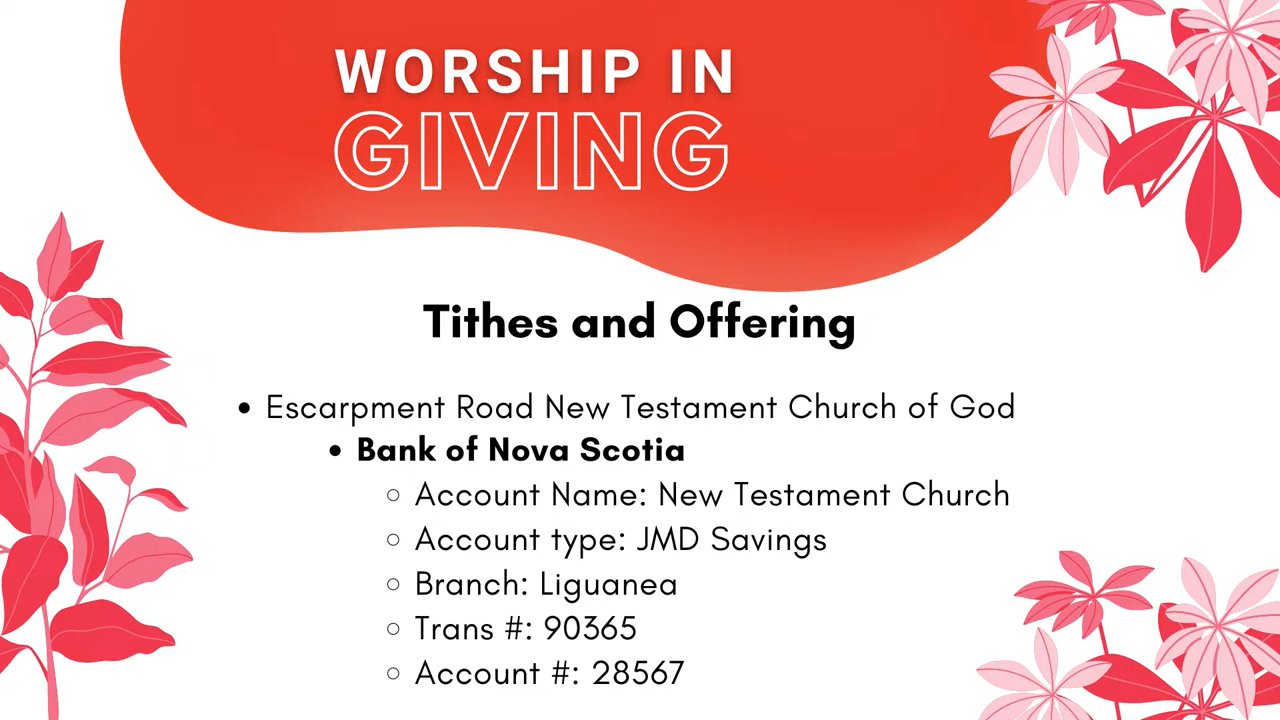 WORSHIP IN
GIVING
Tithes and Offering
• Escarpment Road New Testament Church of God
• Bank of Nova Scotia
○ Account Name: New Testament Church
○ Account type: JMD Savings
○ Branch: Liguanea
○ Trans #: 90365
○ Account #: 28567